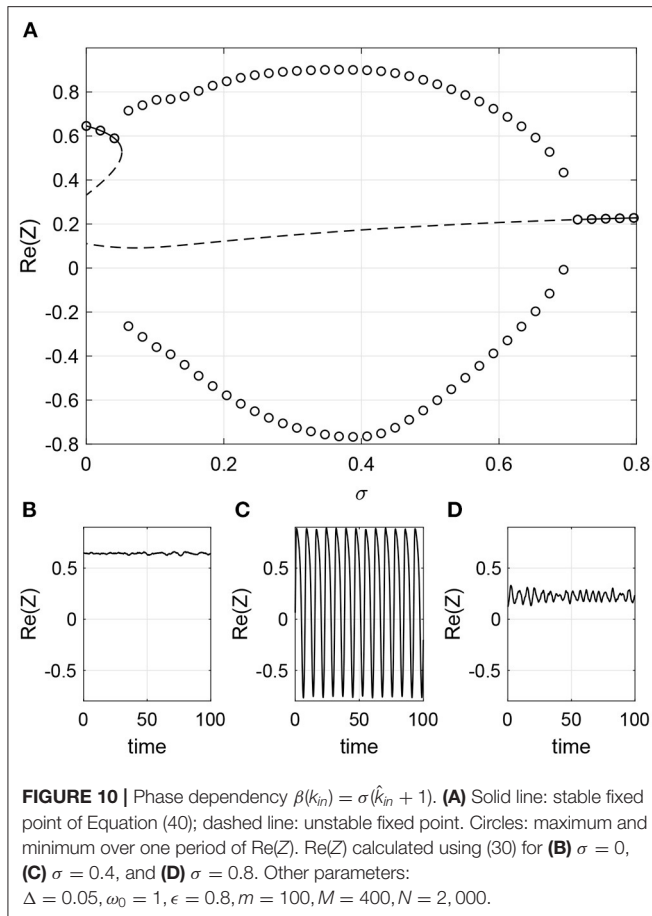 A
0.8
0.6
0.4
0.2
0
-0.2
-0.4
-0.6
-0.8
Re(Z)
0 0.2 0.4 0.6 0.8
σ
B C D
0.5
0
-0.5
Re(Z)
0 50 100
time
0.5
0
-0.5
Re(Z)
0 50 100
time
0.5
0
-0.5
Re(Z)
0 50 100
time
FIGURE 10 | Phase dependency β(k_in) = σ(k̂_in + 1). (A) Solid line: stable fixed
point of Equation (40); dashed line: unstable fixed point. Circles: maximum and
minimum over one period of Re(Z). Re(Z) calculated using (30) for (B) σ = 0,
(C) σ = 0.4, and (D) σ = 0.8. Other parameters:
Δ = 0.05, ω₀ = 1, ϵ = 0.8, m = 100, M = 400, N = 2, 000.